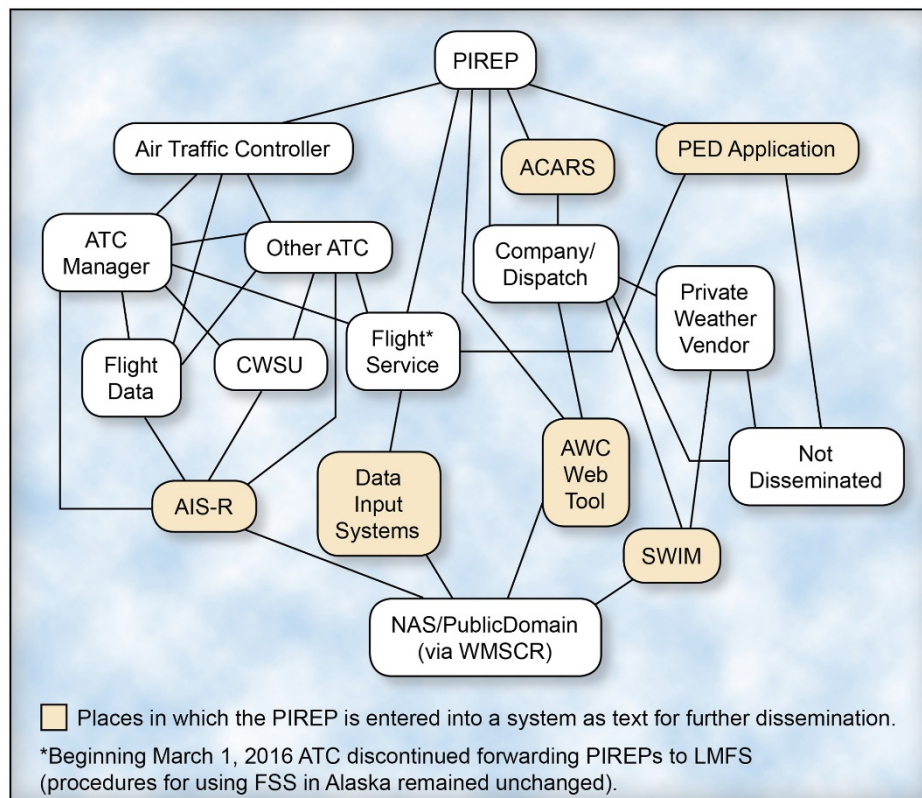 PIREP
Air Traffic Controller
ACARS
PED Application
ATC
Manager
Other ATC
Company/
Dispatch
Private
Weather
Vendor
Flight
Data
CWSU
Flight*
Service
AIS-R
Data
Input
Systems
AWC
Web
Tool
Not
Disseminated
SWIM
NAS/PublicDomain
(via WMSCR)
Places in which the PIREP is entered into a system as text for further dissemination.
*Beginning March 1, 2016 ATC discontinued forwarding PIREPs to LMFS
(procedures for using FSS in Alaska remained unchanged).